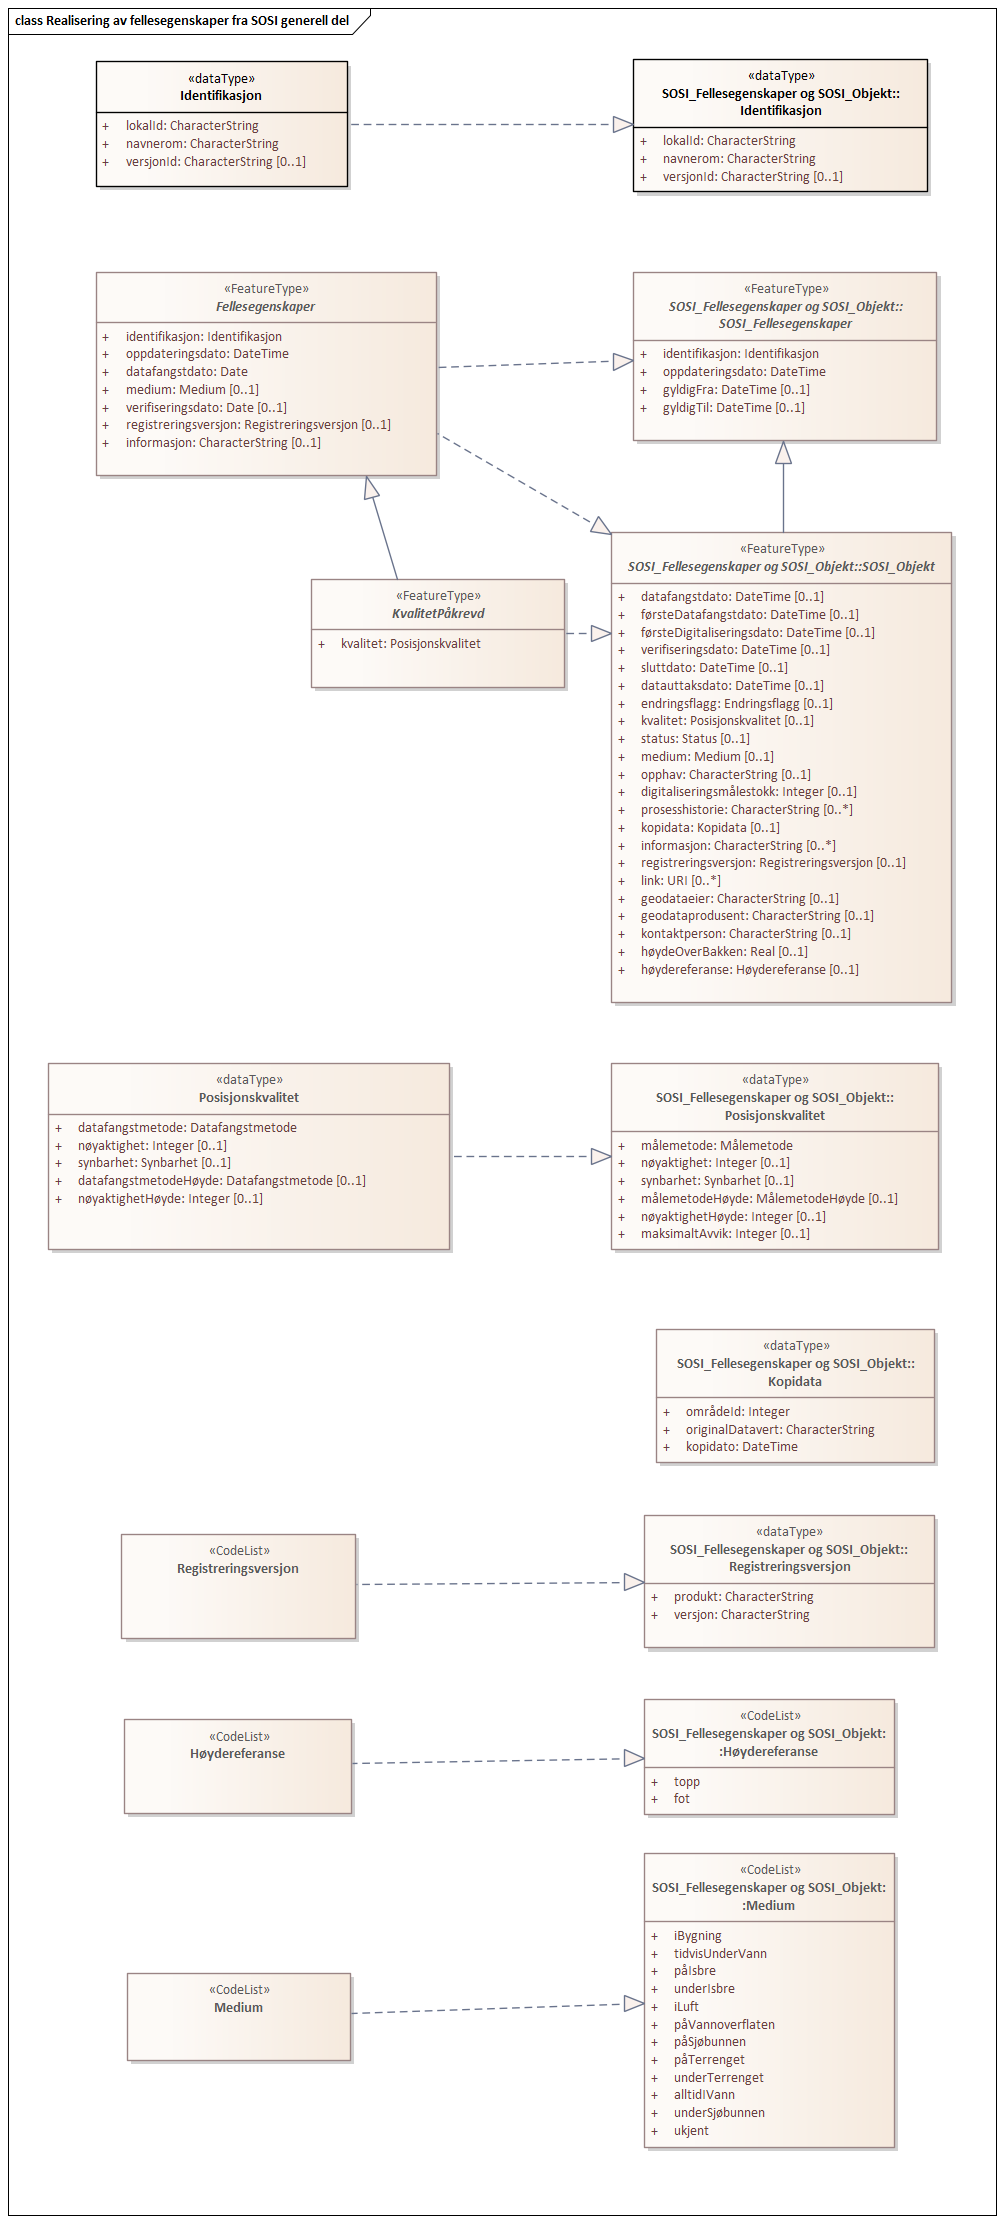 class Realisering av fellesegenskaper fra SOSI generell del
«dataType»
Identifikasjon
+ lokalId: CharacterString
+ navnerom: CharacterString
+ versjonId: CharacterString [0..1]
«dataType»
SOSI_Fellesegenskaper og SOSI_Objekt::
Identifikasjon
+ lokalId: CharacterString
+ navnerom: CharacterString
+ versjonId: CharacterString [0..1]
«FeatureType»
Fellesegenskaper
+ identifikasjon: Identifikasjon
+ oppdateringsdato: DateTime
+ datafangstdato: Date
+ medium: Medium [0..1]
+ verifiseringsdato: Date [0..1]
+ registreringsversjon: Registreringsversjon [0..1]
+ informasjon: CharacterString [0..1]
«FeatureType»
SOSI_Fellesegenskaper og SOSI_Objekt::
SOSI_Fellesegenskaper
+ identifikasjon: Identifikasjon
+ oppdateringsdato: DateTime
+ gyldigFra: DateTime [0..1]
+ gyldigTil: DateTime [0..1]
«FeatureType»
KvalitetPåkrevd
+ kvalitet: Posisjonskvalitet
«FeatureType»
SOSI_Fellesegenskaper og SOSI_Objekt::SOSI_Objekt
+ datafangstdato: DateTime [0..1]
+ førsteDatafangstdato: DateTime [0..1]
+ førsteDigitaliseringsdato: DateTime [0..1]
+ verifiseringsdato: DateTime [0..1]
+ sluttdato: DateTime [0..1]
+ datauttaksdato: DateTime [0..1]
+ endringsflagg: Endringsflagg [0..1]
+ kvalitet: Posisjonskvalitet [0..1]
+ status: Status [0..1]
+ medium: Medium [0..1]
+ opphav: CharacterString [0..1]
+ digitaliseringsmålestokk: Integer [0..1]
+ prosesshistorie: CharacterString [0..*]
+ kopidata: Kopidata [0..1]
+ informasjon: CharacterString [0..*]
+ registreringsversjon: Registreringsversjon [0..1]
+ link: URI [0..*]
+ geodataeier: CharacterString [0..1]
+ geodataprodusent: CharacterString [0..1]
+ kontaktperson: CharacterString [0..1]
+ høydeOverBakken: Real [0..1]
+ høydereferanse: Høydereferanse [0..1]
«dataType»
Posisjonskvalitet
+ datafangstmetode: Datafangstmetode
+ nøyaktighet: Integer [0..1]
+ synbarhet: Synbarhet [0..1]
+ datafangstmetodeHøyde: Datafangstmetode [0..1]
+ nøyaktighetHøyde: Integer [0..1]
«dataType»
SOSI_Fellesegenskaper og SOSI_Objekt::
Posisjonskvalitet
+ målemetode: Målemetode
+ nøyaktighet: Integer [0..1]
+ synbarhet: Synbarhet [0..1]
+ målemetodeHøyde: MålemetodeHøyde [0..1]
+ nøyaktighetHøyde: Integer [0..1]
+ maksimaltAvvik: Integer [0..1]
«dataType»
SOSI_Fellesegenskaper og SOSI_Objekt::
Kopidata
+ områdeId: Integer
+ originalDatavert: CharacterString
+ kopidato: DateTime
«CodeList»
Registreringsversjon
«dataType»
SOSI_Fellesegenskaper og SOSI_Objekt::
Registreringsversjon
+ produkt: CharacterString
+ versjon: CharacterString
«CodeList»
Høydereferanse
«CodeList»
SOSI_Fellesegenskaper og SOSI_Objekt:
:Høydereferanse
+ topp
+ fot
«CodeList»
Medium
«CodeList»
SOSI_Fellesegenskaper og SOSI_Objekt:
:Medium
+ iBygning
+ tidvisUnderVann
+ påIsbre
+ underIsbre
+ iLuft
+ påVannoverflaten
+ påSjøbunnen
+ påTerrenget
+ underTerrenget
+ alltidIVann
+ underSjøbunnen
+ ukjent